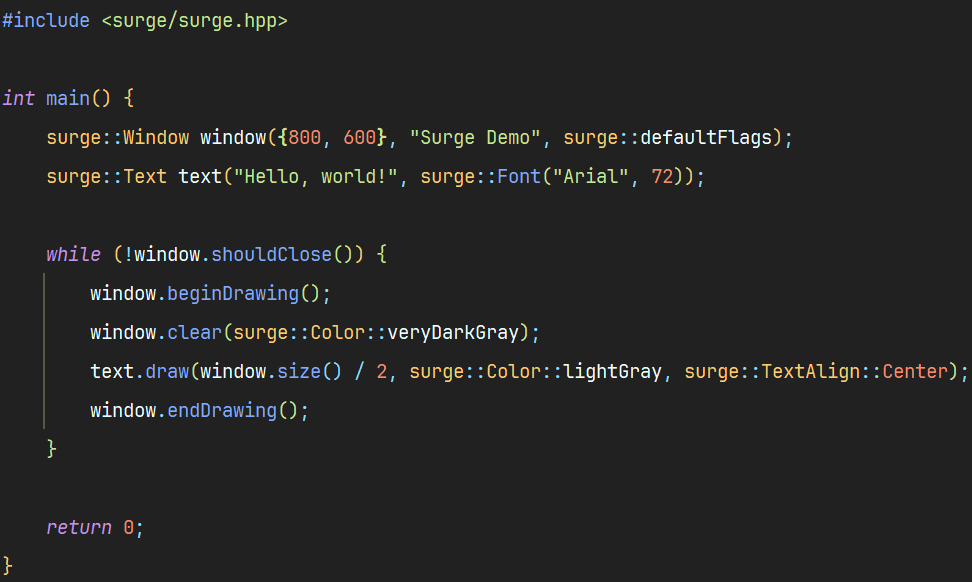 #include <surge/surge.hpp>

int main() {
    surge::Window window({800, 600}, "Surge Demo", surge::defaultFlags);
    surge::Text text("Hello, world!", surge::Font("Arial", 72));

    while (!window.shouldClose()) {
        window.beginDrawing();
        window.clear(surge::Color::veryDarkGray);
        text.draw(window.size() / 2, surge::Color::lightGray, surge::TextAlign::Center);
        window.endDrawing();
    }

    return 0;
}